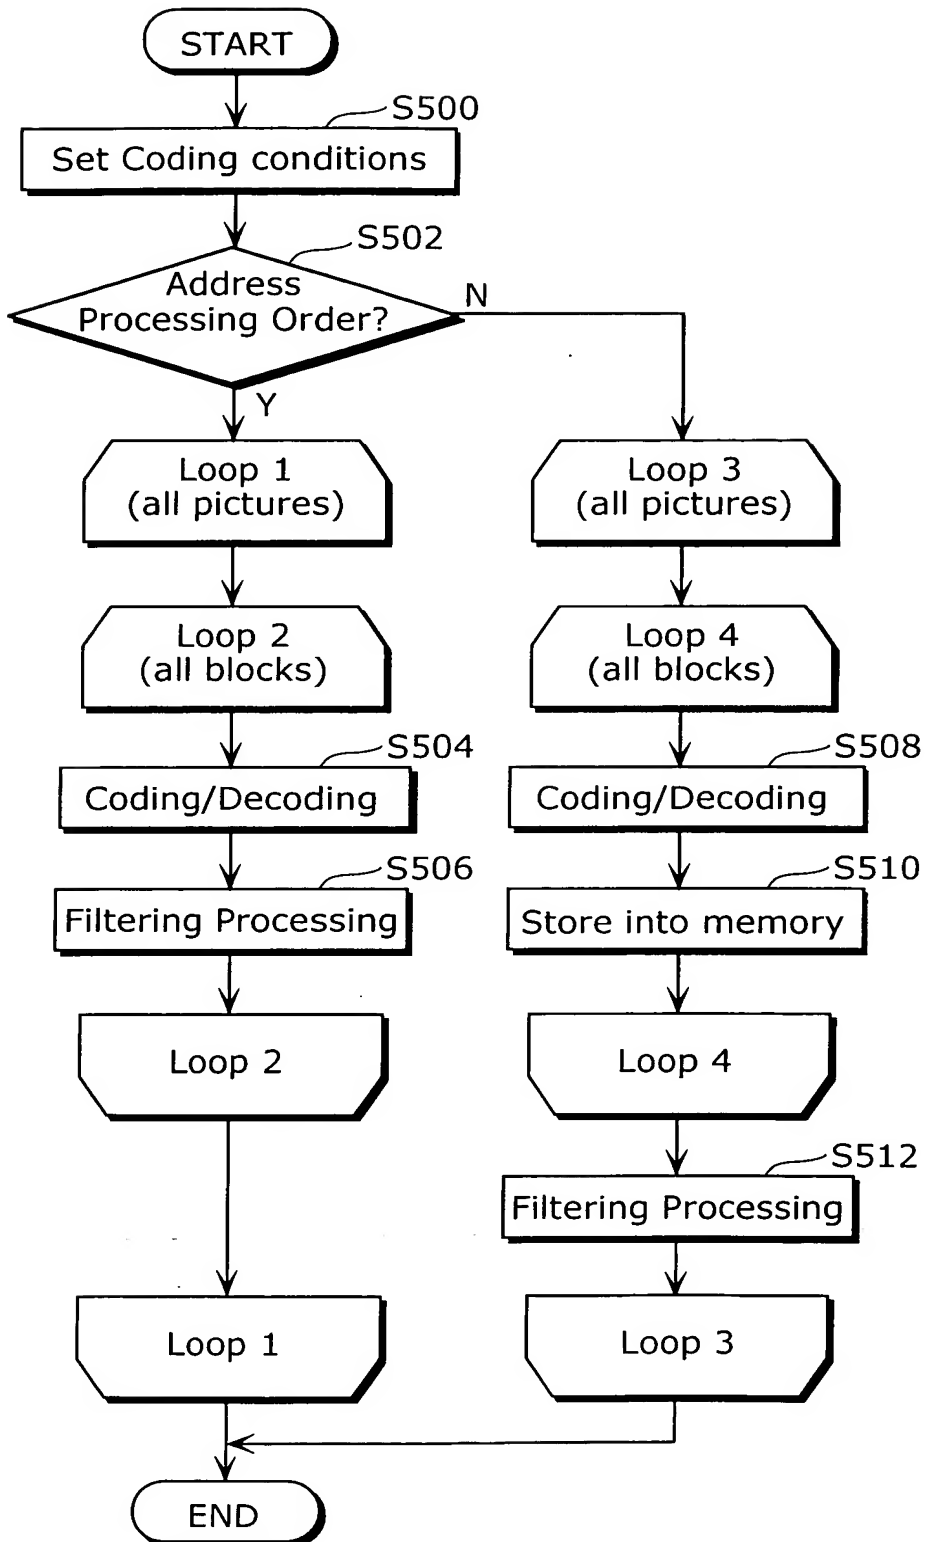 START
S500
Set Coding conditions
S502
Address
Processing Order?
N
Y
Loop 1
(all pictures)
Loop 2
(all blocks)
S504
Coding/Decoding
S506
Filtering Processing
Loop 2
Loop 1
Loop 3
(all pictures)
Loop 4
(all blocks)
S508
Coding/Decoding
S510
Store into memory
Loop 4
S512
Filtering Processing
Loop 3
END